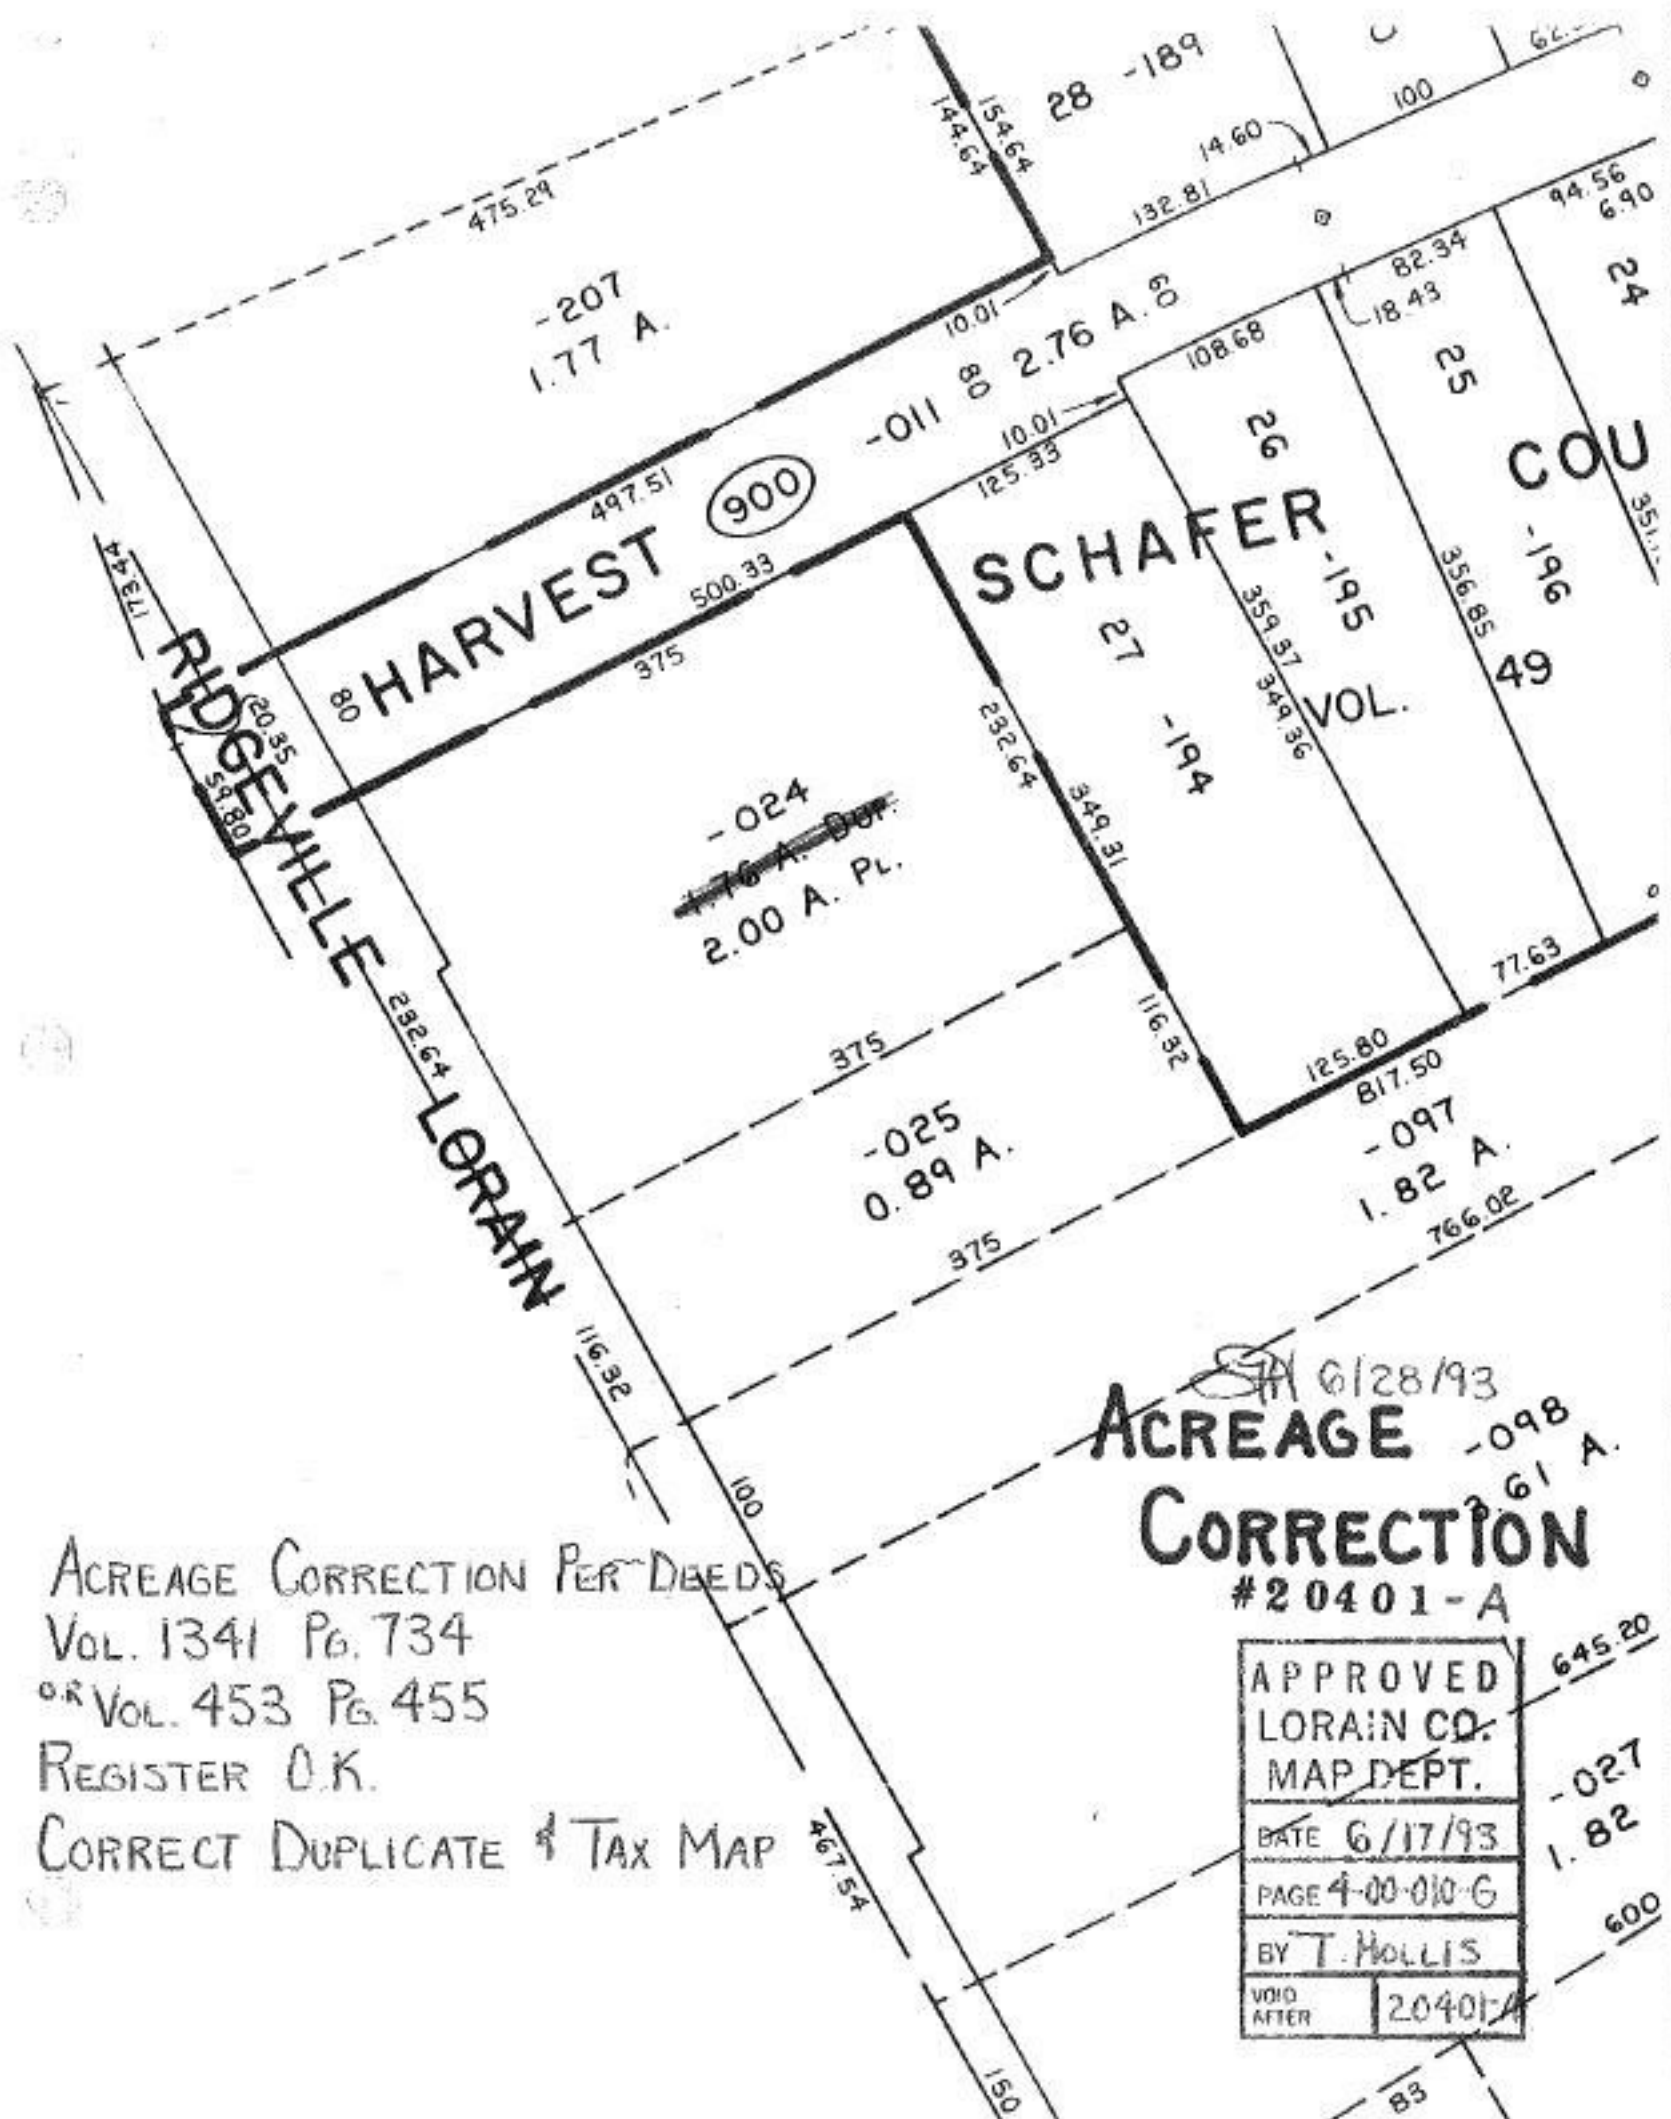 28 -189
62.
100
14.60
154.64
144.64
132.81
475.29
94.56
6.90
24
82.34
18.43
-207
1.77 A.
10.01
60
2.76 A.
80
-011
108.68
25
26
10.01
125.33
COU
351.
497.51
900
HARVEST
80
500.33
375
SCHAFER
-196
-195
356.85
359.37
349.36
49
VOL.
27
-194
173.44
RIDGEVILLE
20.35
59.80
232.64
349.31
-024
1.76 A. DUP.
2.00 A. PL.
232.64
77.63
116.32
125.80
817.50
375
-025
0.89 A.
-097
1.82 A.
766.02
375
LORAIN
116.32
6/28/93
ACREAGE
-098
61 A.
CORRECTION
#20401-A
100
ACREAGE CORRECTION PER DEEDS
VOL. 1341 PG. 734
O.R VOL. 453 PG. 455
REGISTER O.K.
CORRECT DUPLICATE & TAX MAP
APPROVED
LORAIN CO.
MAP DEPT.
DATE 6/17/93
PAGE 4-00-010-G
BY T. HOLLIS
VOID AFTER 20401-A
645.20
-027
1.82
467.54
600
150
83